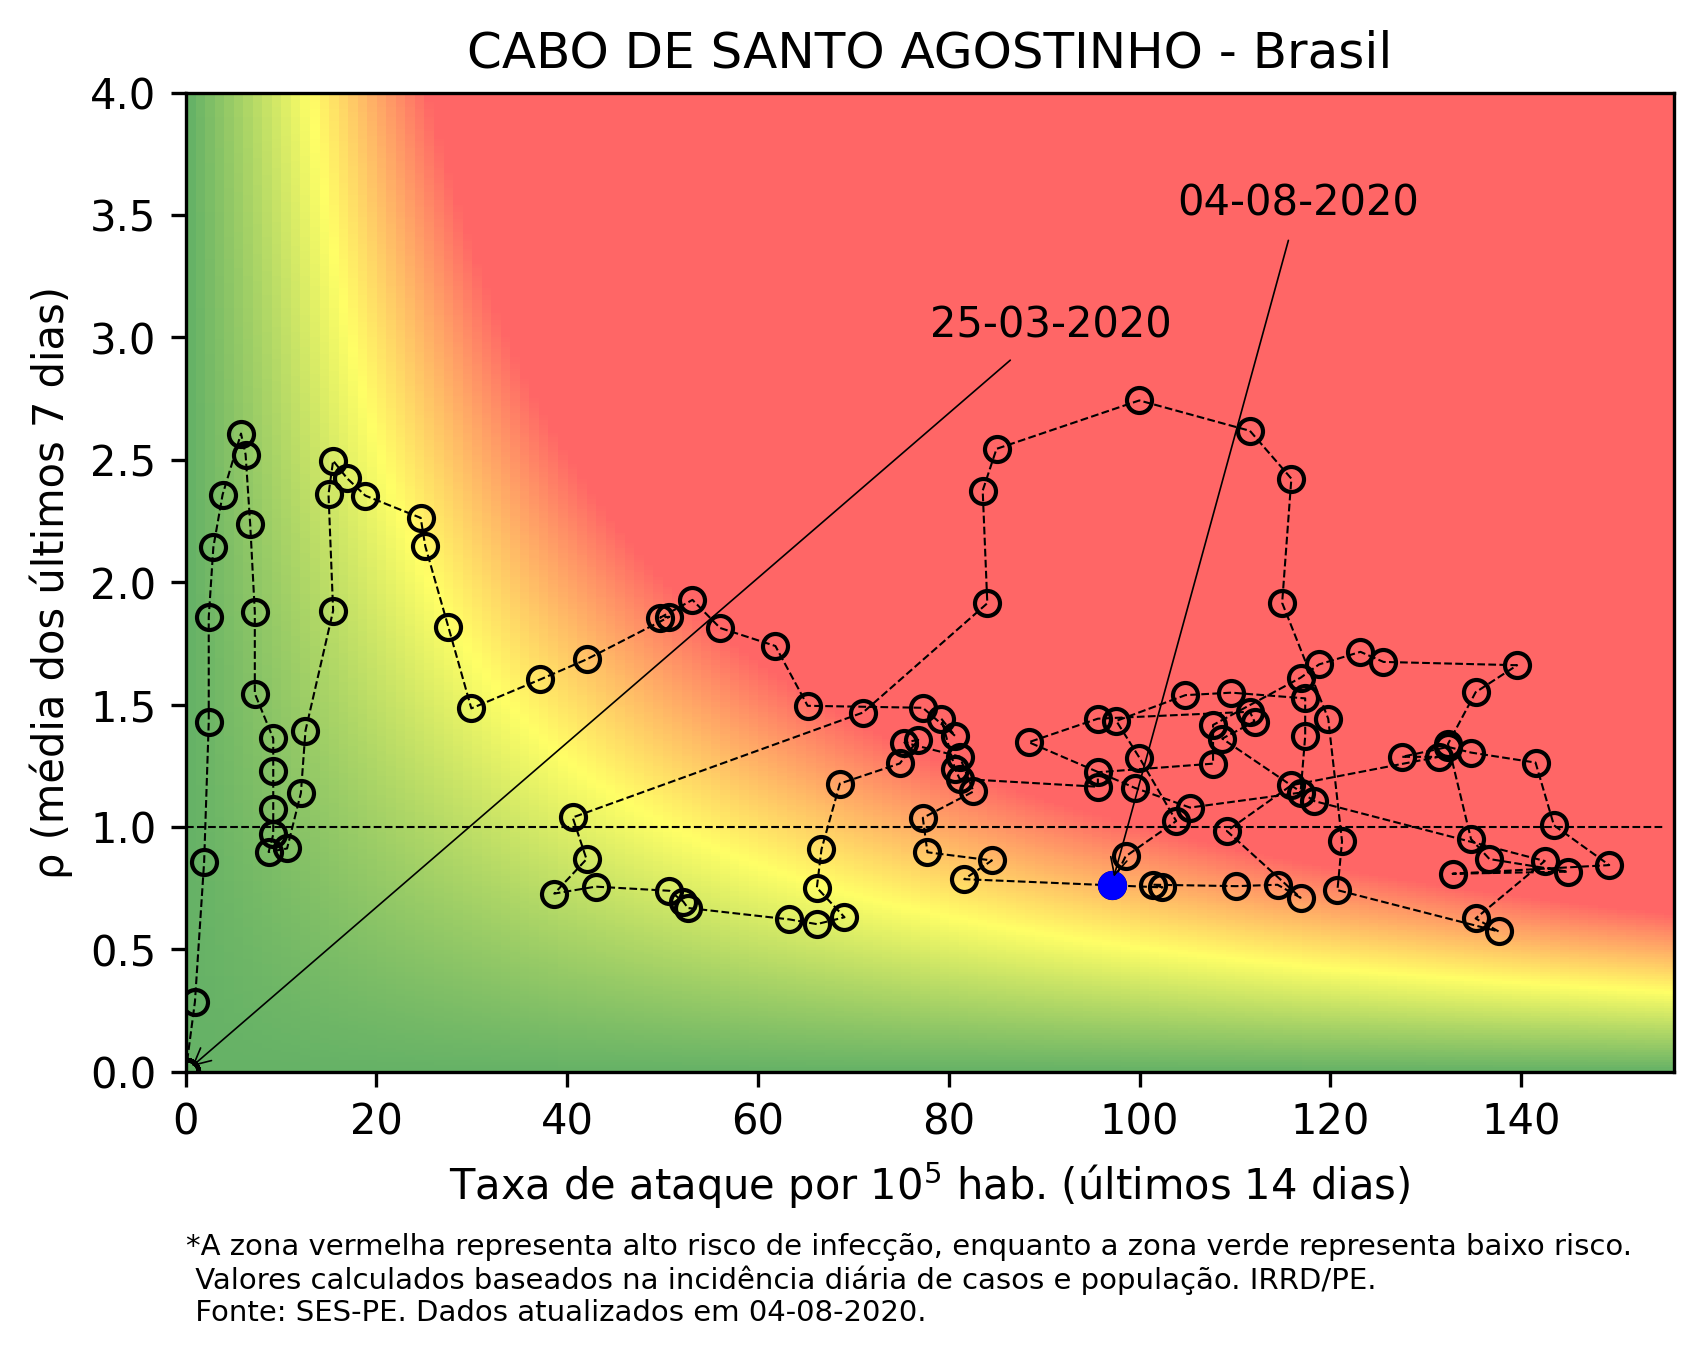 CABO DE SANTO AGOSTINHO - Brasil
4.0
3.5
3.0
2.5
2.0
1.5
1.0
0.5
0.0
ρ (média dos últimos 7 dias)
04-08-2020
25-03-2020
0 20 40 60 80 100 120 140
Taxa de ataque por 10⁵ hab. (últimos 14 dias)
*A zona vermelha representa alto risco de infecção, enquanto a zona verde representa baixo risco.
Valores calculados baseados na incidência diária de casos e população. IRRD/PE.
Fonte: SES-PE. Dados atualizados em 04-08-2020.